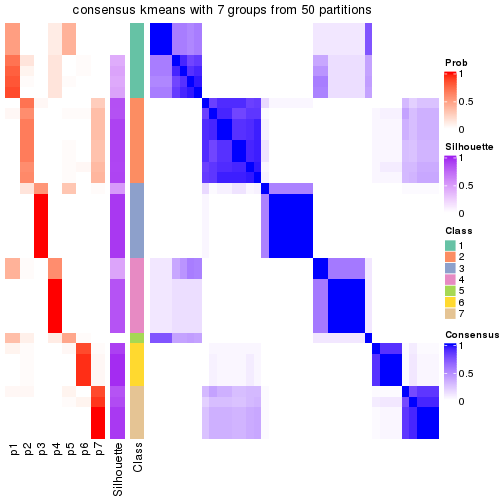 consensus kmeans with 7 groups from 50 partitions
Prob
1
0.5
0
Silhouette
1
0.5
0
Class
1
2
3
4
5
6
7
Consensus
1
0.5
0
p1
p2
p3
p4
p5
p6
p7
Silhouette
Class